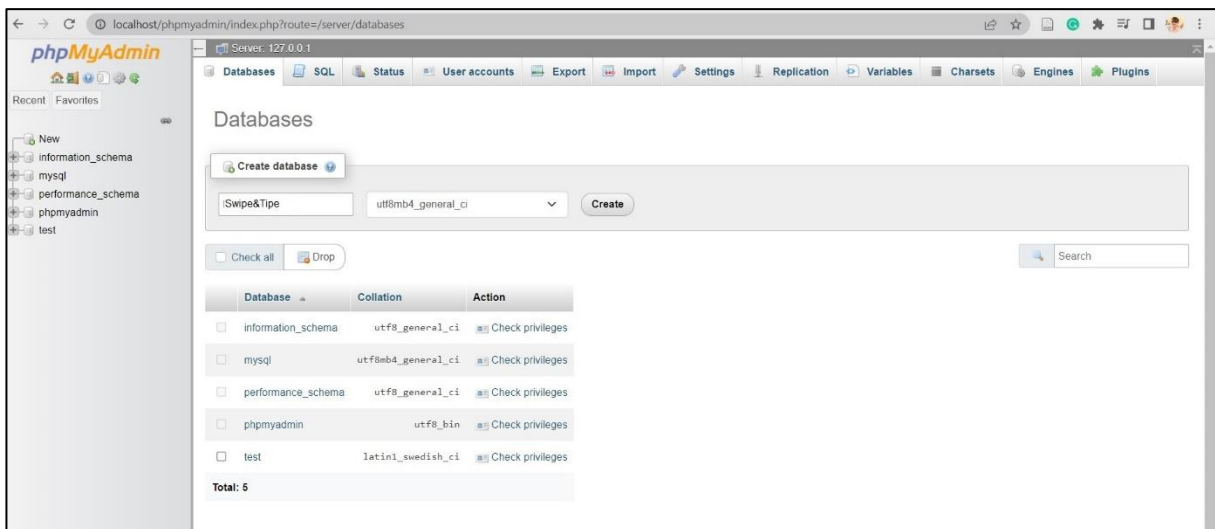 localhost/phpmyadmin/index.php?route=/server/databases
phpMyAdmin
Recent Favorites
New
information_schema
mysql
performance_schema
phpmyadmin
test
Server: 127.0.0.1
Databases SQL Status User accounts Export Import Settings Replication Variables Charsets Engines Plugins
Databases
Create database
Swipe&Tipe utf8mb4_general_ci Create
Check all Drop Search
Database Collation Action
information_schema utf8_general_ci Check privileges
mysql utf8mb4_general_ci Check privileges
performance_schema utf8_general_ci Check privileges
phpmyadmin utf8_bin Check privileges
test latin1_swedish_ci Check privileges
Total: 5